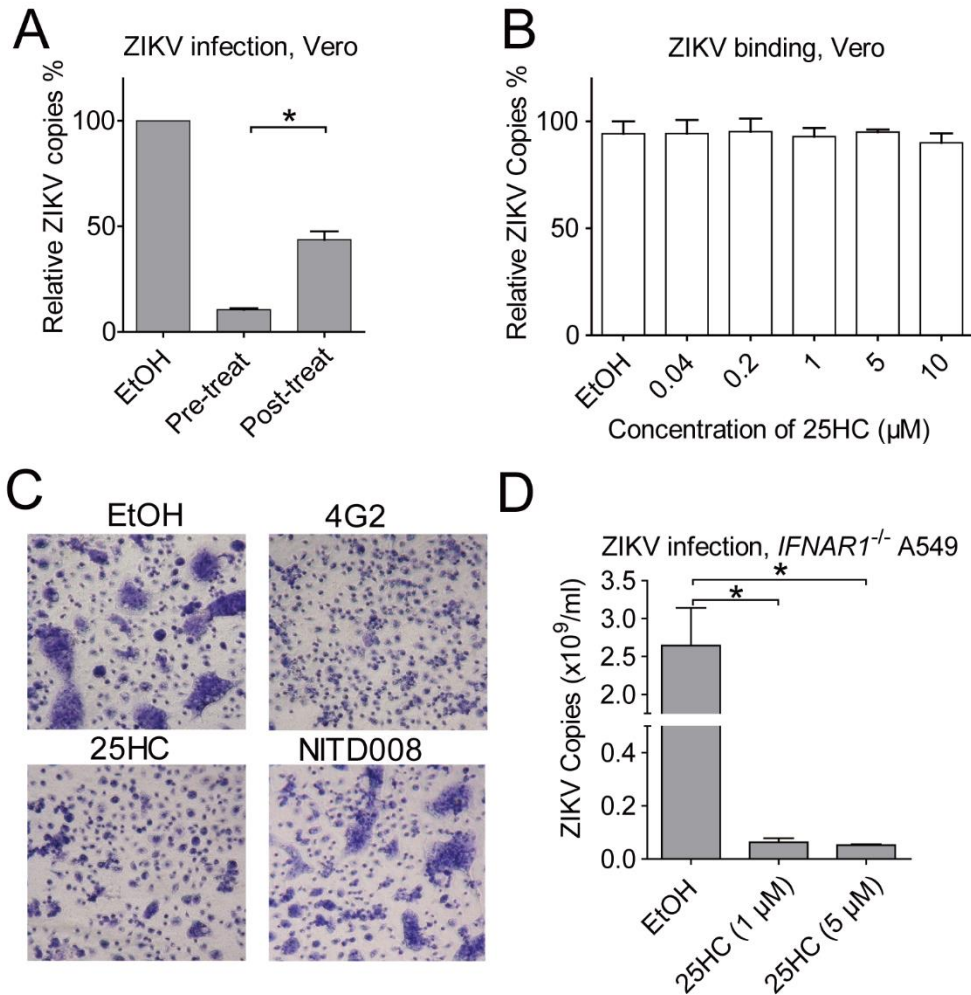 A
ZIKV infection, Vero
Relative ZIKV copies %
100
50
0
*
EtOH
Pre-treat
Post-treat
B
ZIKV binding, Vero
Relative ZIKV Copies %
100
50
0
EtOH
0.04
0.2
1
5
10
Concentration of 25HC (µM)
C
EtOH
4G2
25HC
NITD008
D
ZIKV infection, IFNAR1-/- A549
ZIKV Copies (x10⁹/ml)
3.5
3.0
2.5
2.0
0.4
0.2
0.0
*
*
EtOH
25HC (1 µM)
25HC (5 µM)